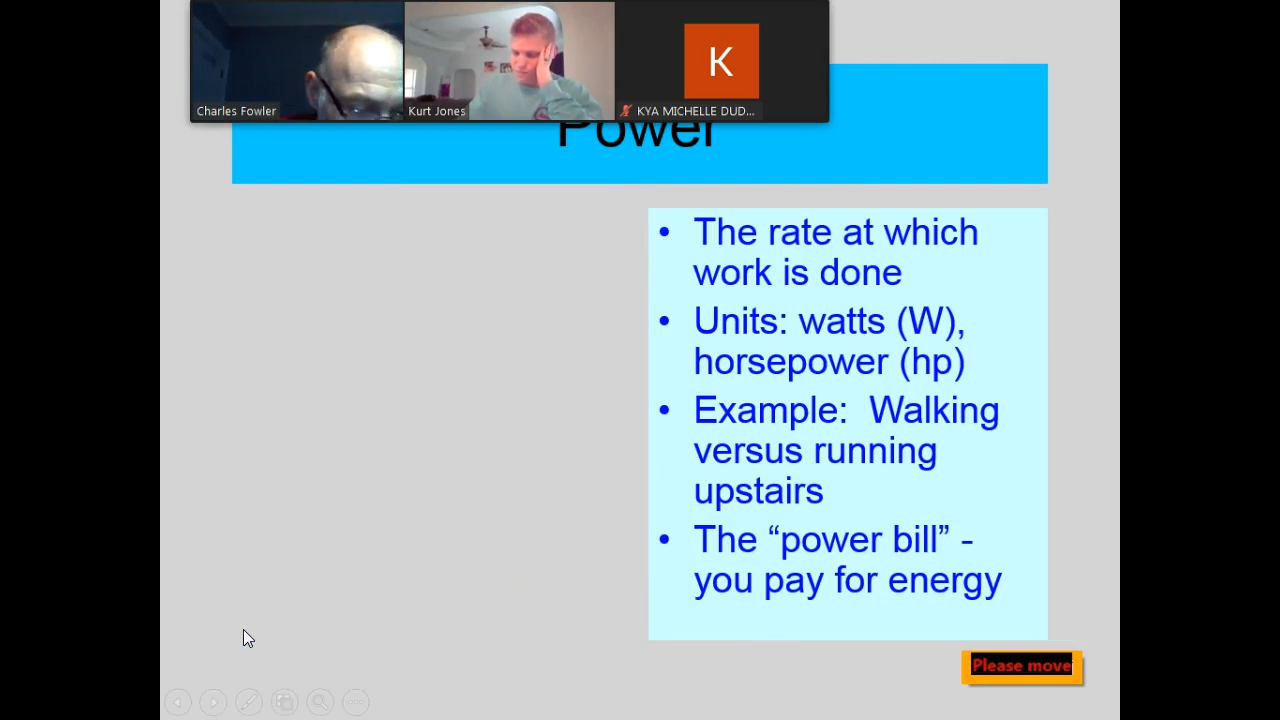 K
Charles Fowler
Kurt Jones
KYA MICHELLE DUD...
Power
• The rate at which
work is done
• Units: watts (W),
horsepower (hp)
• Example: Walking
versus running
upstairs
• The “power bill” -
you pay for energy
Please move